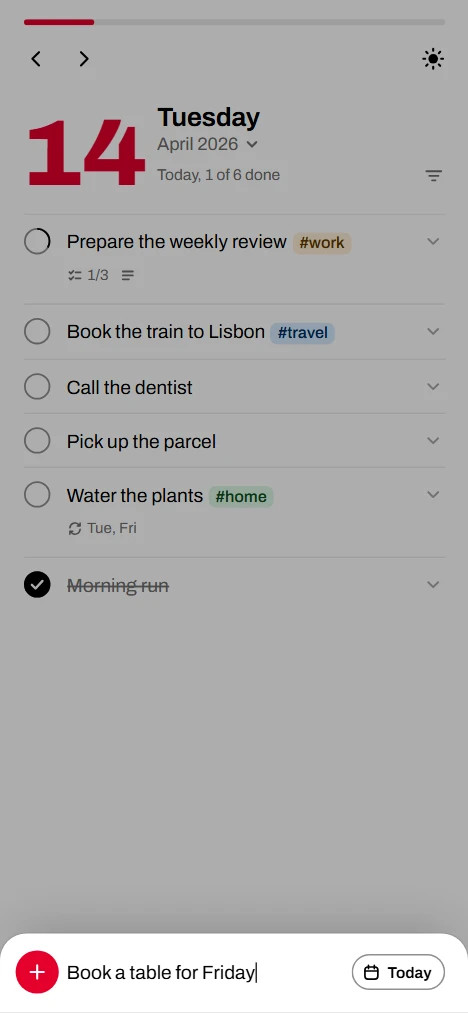 14
Tuesday
April 2026
Today, 1 of 6 done
Prepare the weekly review #work
1/3
Book the train to Lisbon #travel
Call the dentist
Pick up the parcel
Water the plants #home
Tue, Fri
Morning run
Book a table for Friday Today